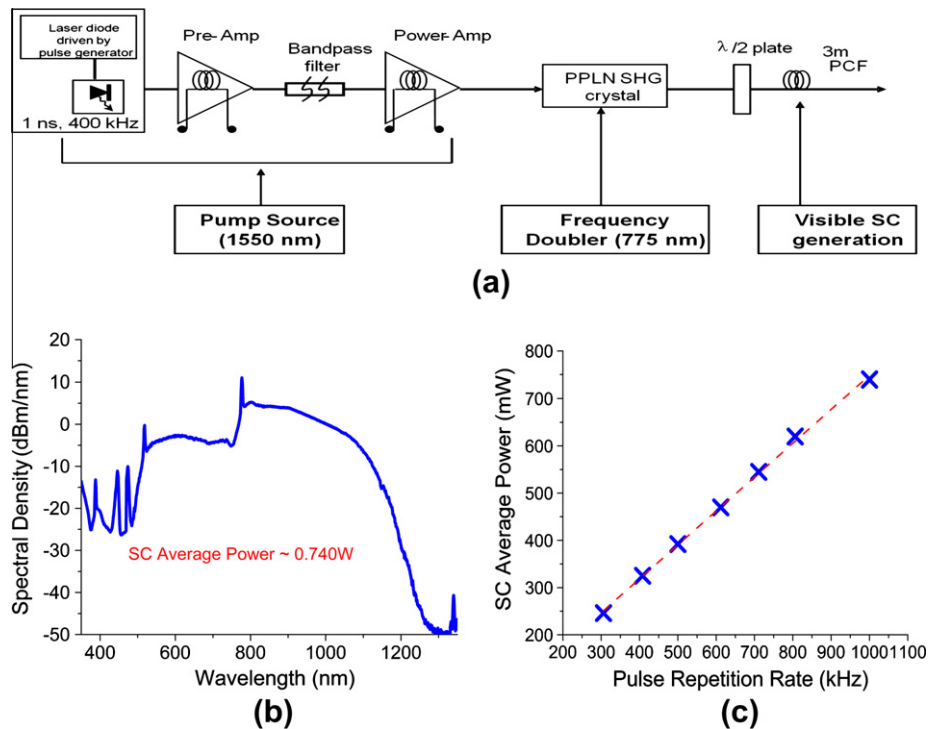 Laser diode
driven by
pulse generator
1 ns, 400 kHz
Pre-Amp
Bandpass
filter
Power-Amp
PPLN SHG
crystal
λ/2 plate
3m
PCF
Pump Source
(1550 nm)
Frequency
Doubler (775 nm)
Visible SC
generation
(a)
Spectral Density (dBm/nm)
20
10
0
-10
-20
-30
-40
-50
SC Average Power ~ 0.740W
400 600 800 1000 1200
Wavelength (nm)
(b)
SC Average Power (mW)
800
700
600
500
400
300
200
200 300 400 500 600 700 800 900 1000 1100
Pulse Repetition Rate (kHz)
(c)